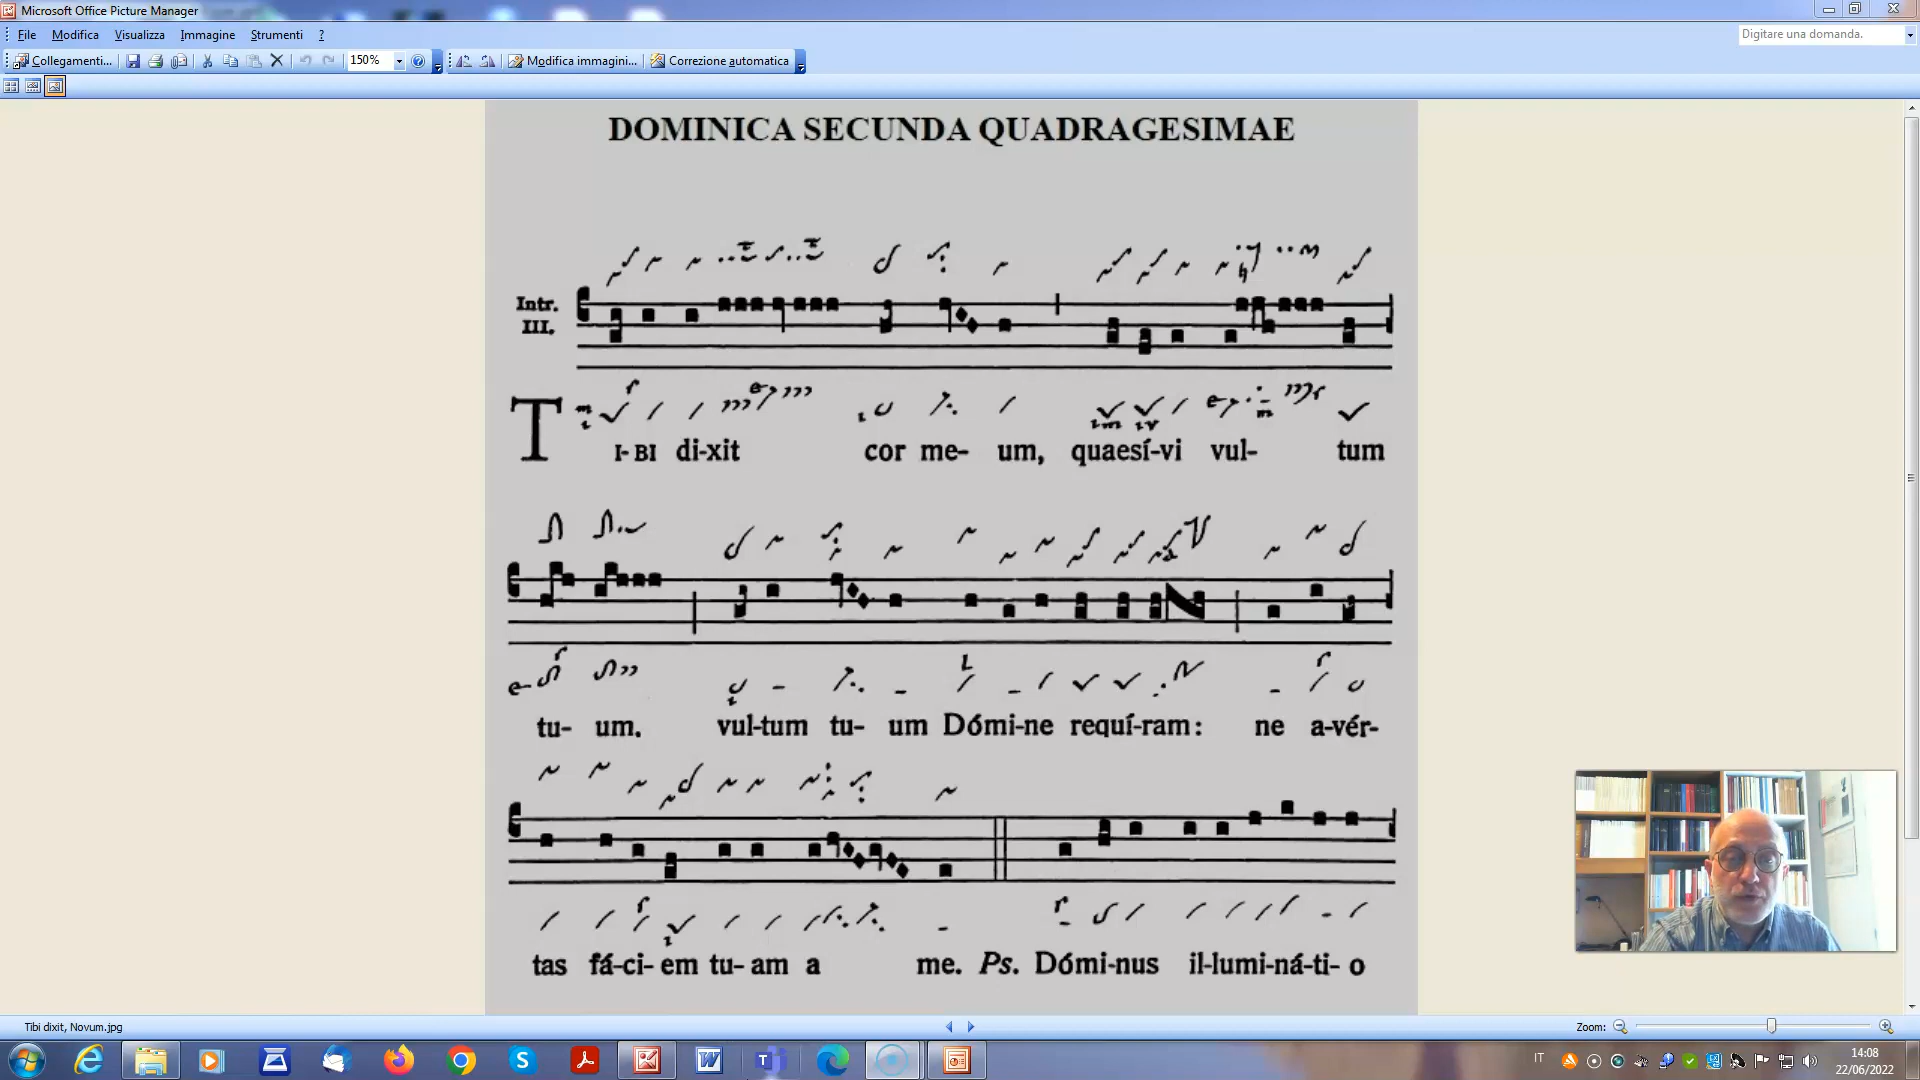 Microsoft Office Picture Manager
File Modifica Visualizza Immagine Strumenti ?
Digitare una domanda.
Collegamenti... 150% Modifica immagini... Correzione automatica
DOMINICA SECUNDA QUADRAGESIMAE
Intr.
III.
TI-BI di-xit cor me- um, quaesí-vi vul- tum
tu- um. vul-tum tu- um Dómi-ne requí-ram: ne a-vér-
tas fá-ci-em tu-am a me. Ps. Dómi-nus il-lumi-ná-ti- o
Tibi dixit, Novum.jpg
Zoom:
IT
14:08
22/06/2022